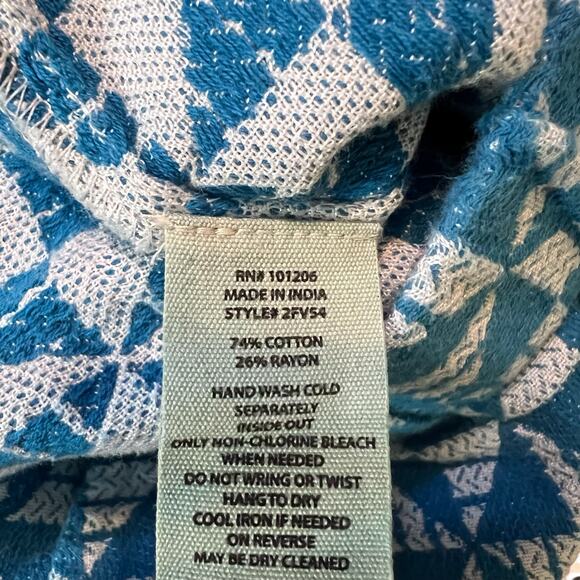 RN# 101206
MADE IN INDIA
STYLE# 2FV54
74% COTTON
26% RAYON
HAND WASH COLD
SEPARATELY
INSIDE OUT
ONLY NON-CHLORINE BLEACH
WHEN NEEDED
DO NOT WRING OR TWIST
HANG TO DRY
COOL IRON IF NEEDED
ON REVERSE
MAY BE DRY CLEANED